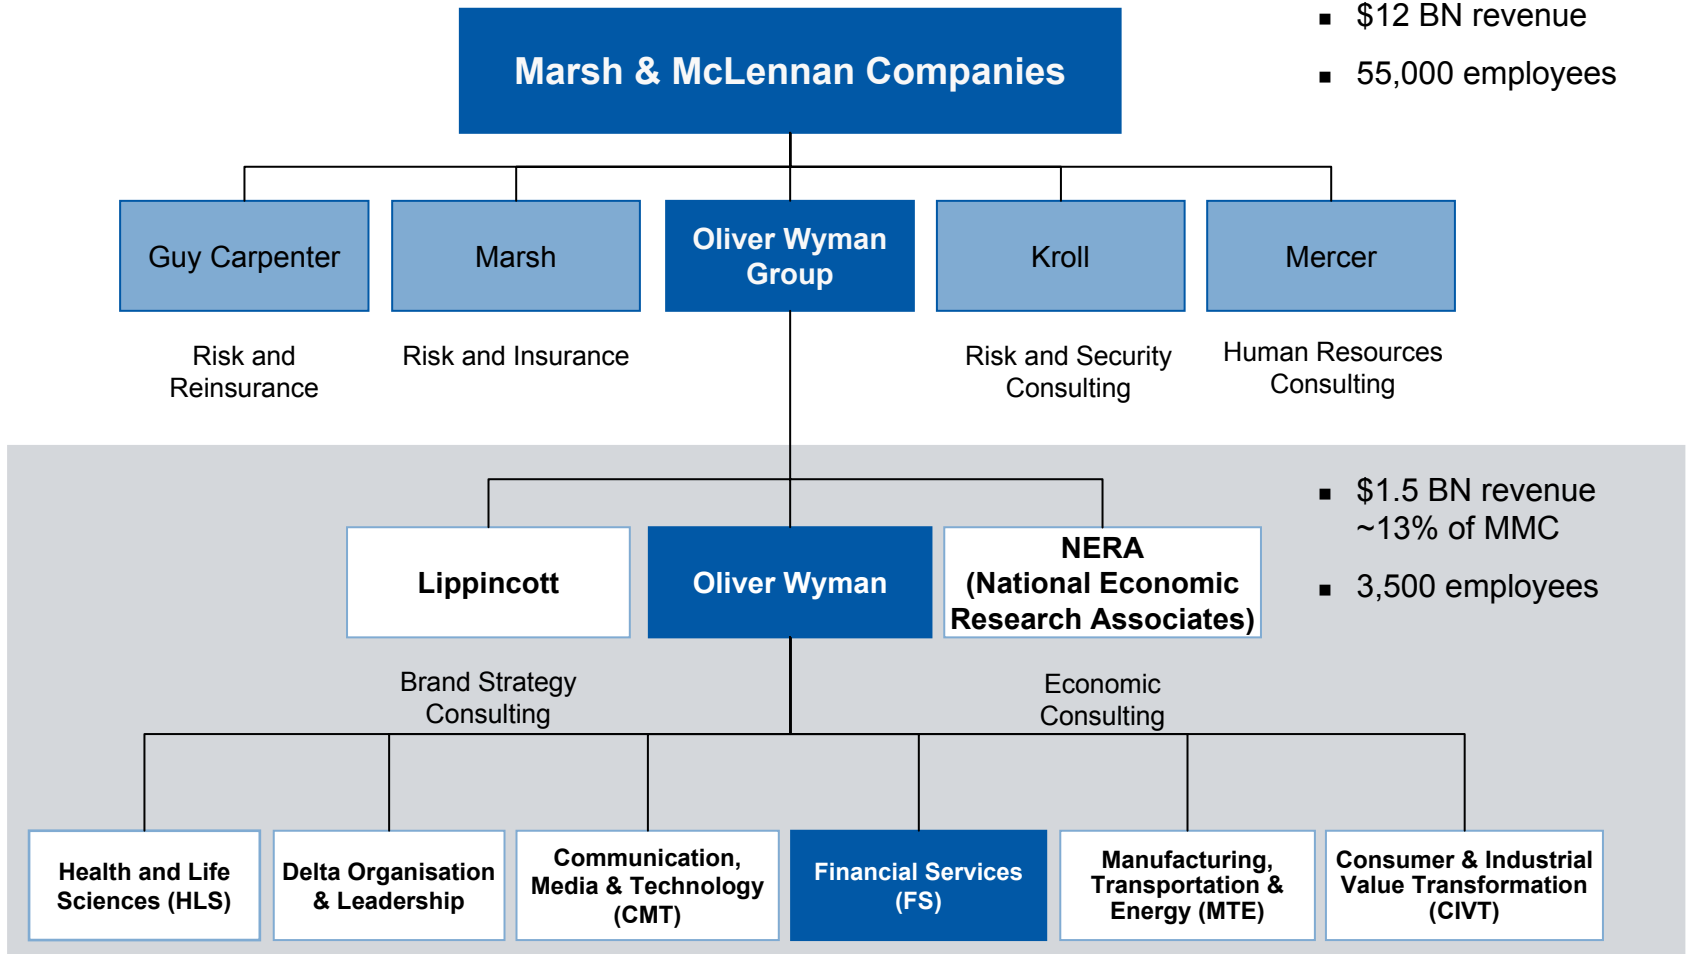 ▪ $12 BN revenue
Marsh & McLennan Companies
▪ 55,000 employees
Guy Carpenter
Marsh
Oliver Wyman
Group
Kroll
Mercer
Risk and
Reinsurance
Risk and Insurance
Risk and Security
Consulting
Human Resources
Consulting
▪ $1.5 BN revenue
~13% of MMC
▪ 3,500 employees
Lippincott
Oliver Wyman
NERA
(National Economic
Research Associates)
Brand Strategy
Consulting
Economic
Consulting
Health and Life
Sciences (HLS)
Delta Organisation
& Leadership
Communication,
Media & Technology
(CMT)
Financial Services
(FS)
Manufacturing,
Transportation &
Energy (MTE)
Consumer & Industrial
Value Transformation
(CIVT)